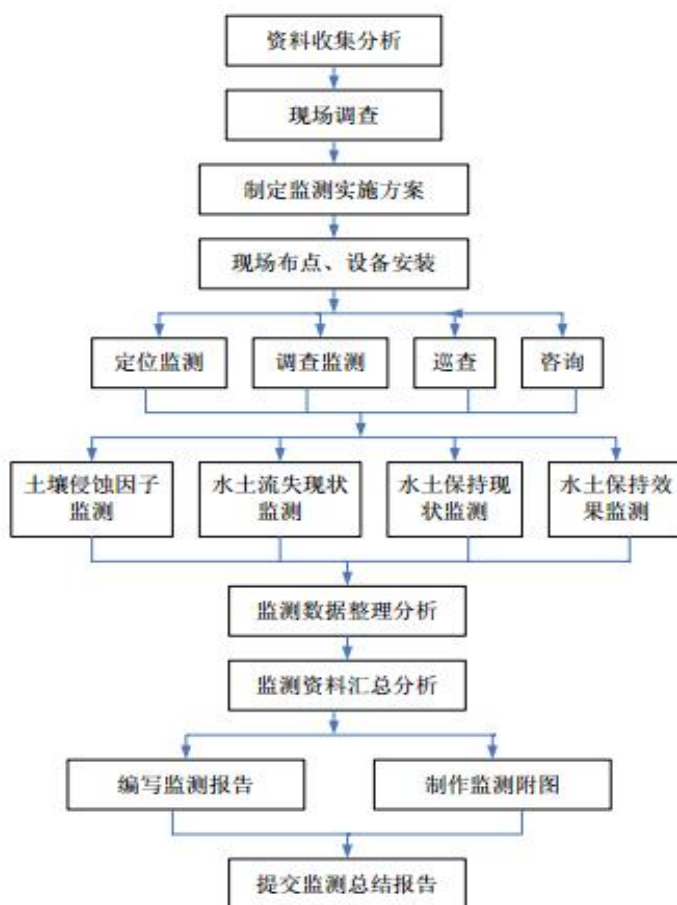 资料收集分析
现场调查
制定监测实施方案
现场布点、设备安装
定位监测
调查监测
巡查
咨询
土壤侵蚀因子
监测
水土流失现状
监测
水土保持现
状监测
水土保持效
果监测
监测数据整理分析
监测资料汇总分析
编写监测报告
制作监测附图
提交监测总结报告